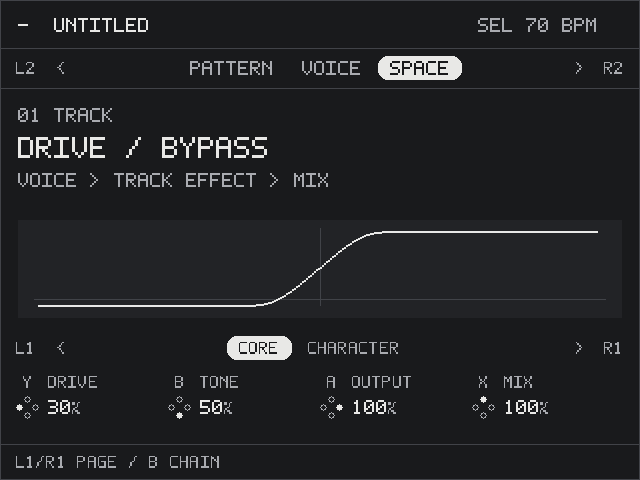 – UNTITLED SEL 70 BPM
L2 < PATTERN VOICE SPACE > R2
01 TRACK
DRIVE / BYPASS
VOICE > TRACK EFFECT > MIX
L1 < CORE CHARACTER > R1
Y DRIVE B TONE A OUTPUT X MIX
30% 50% 100% 100%
L1/R1 PAGE / B CHAIN